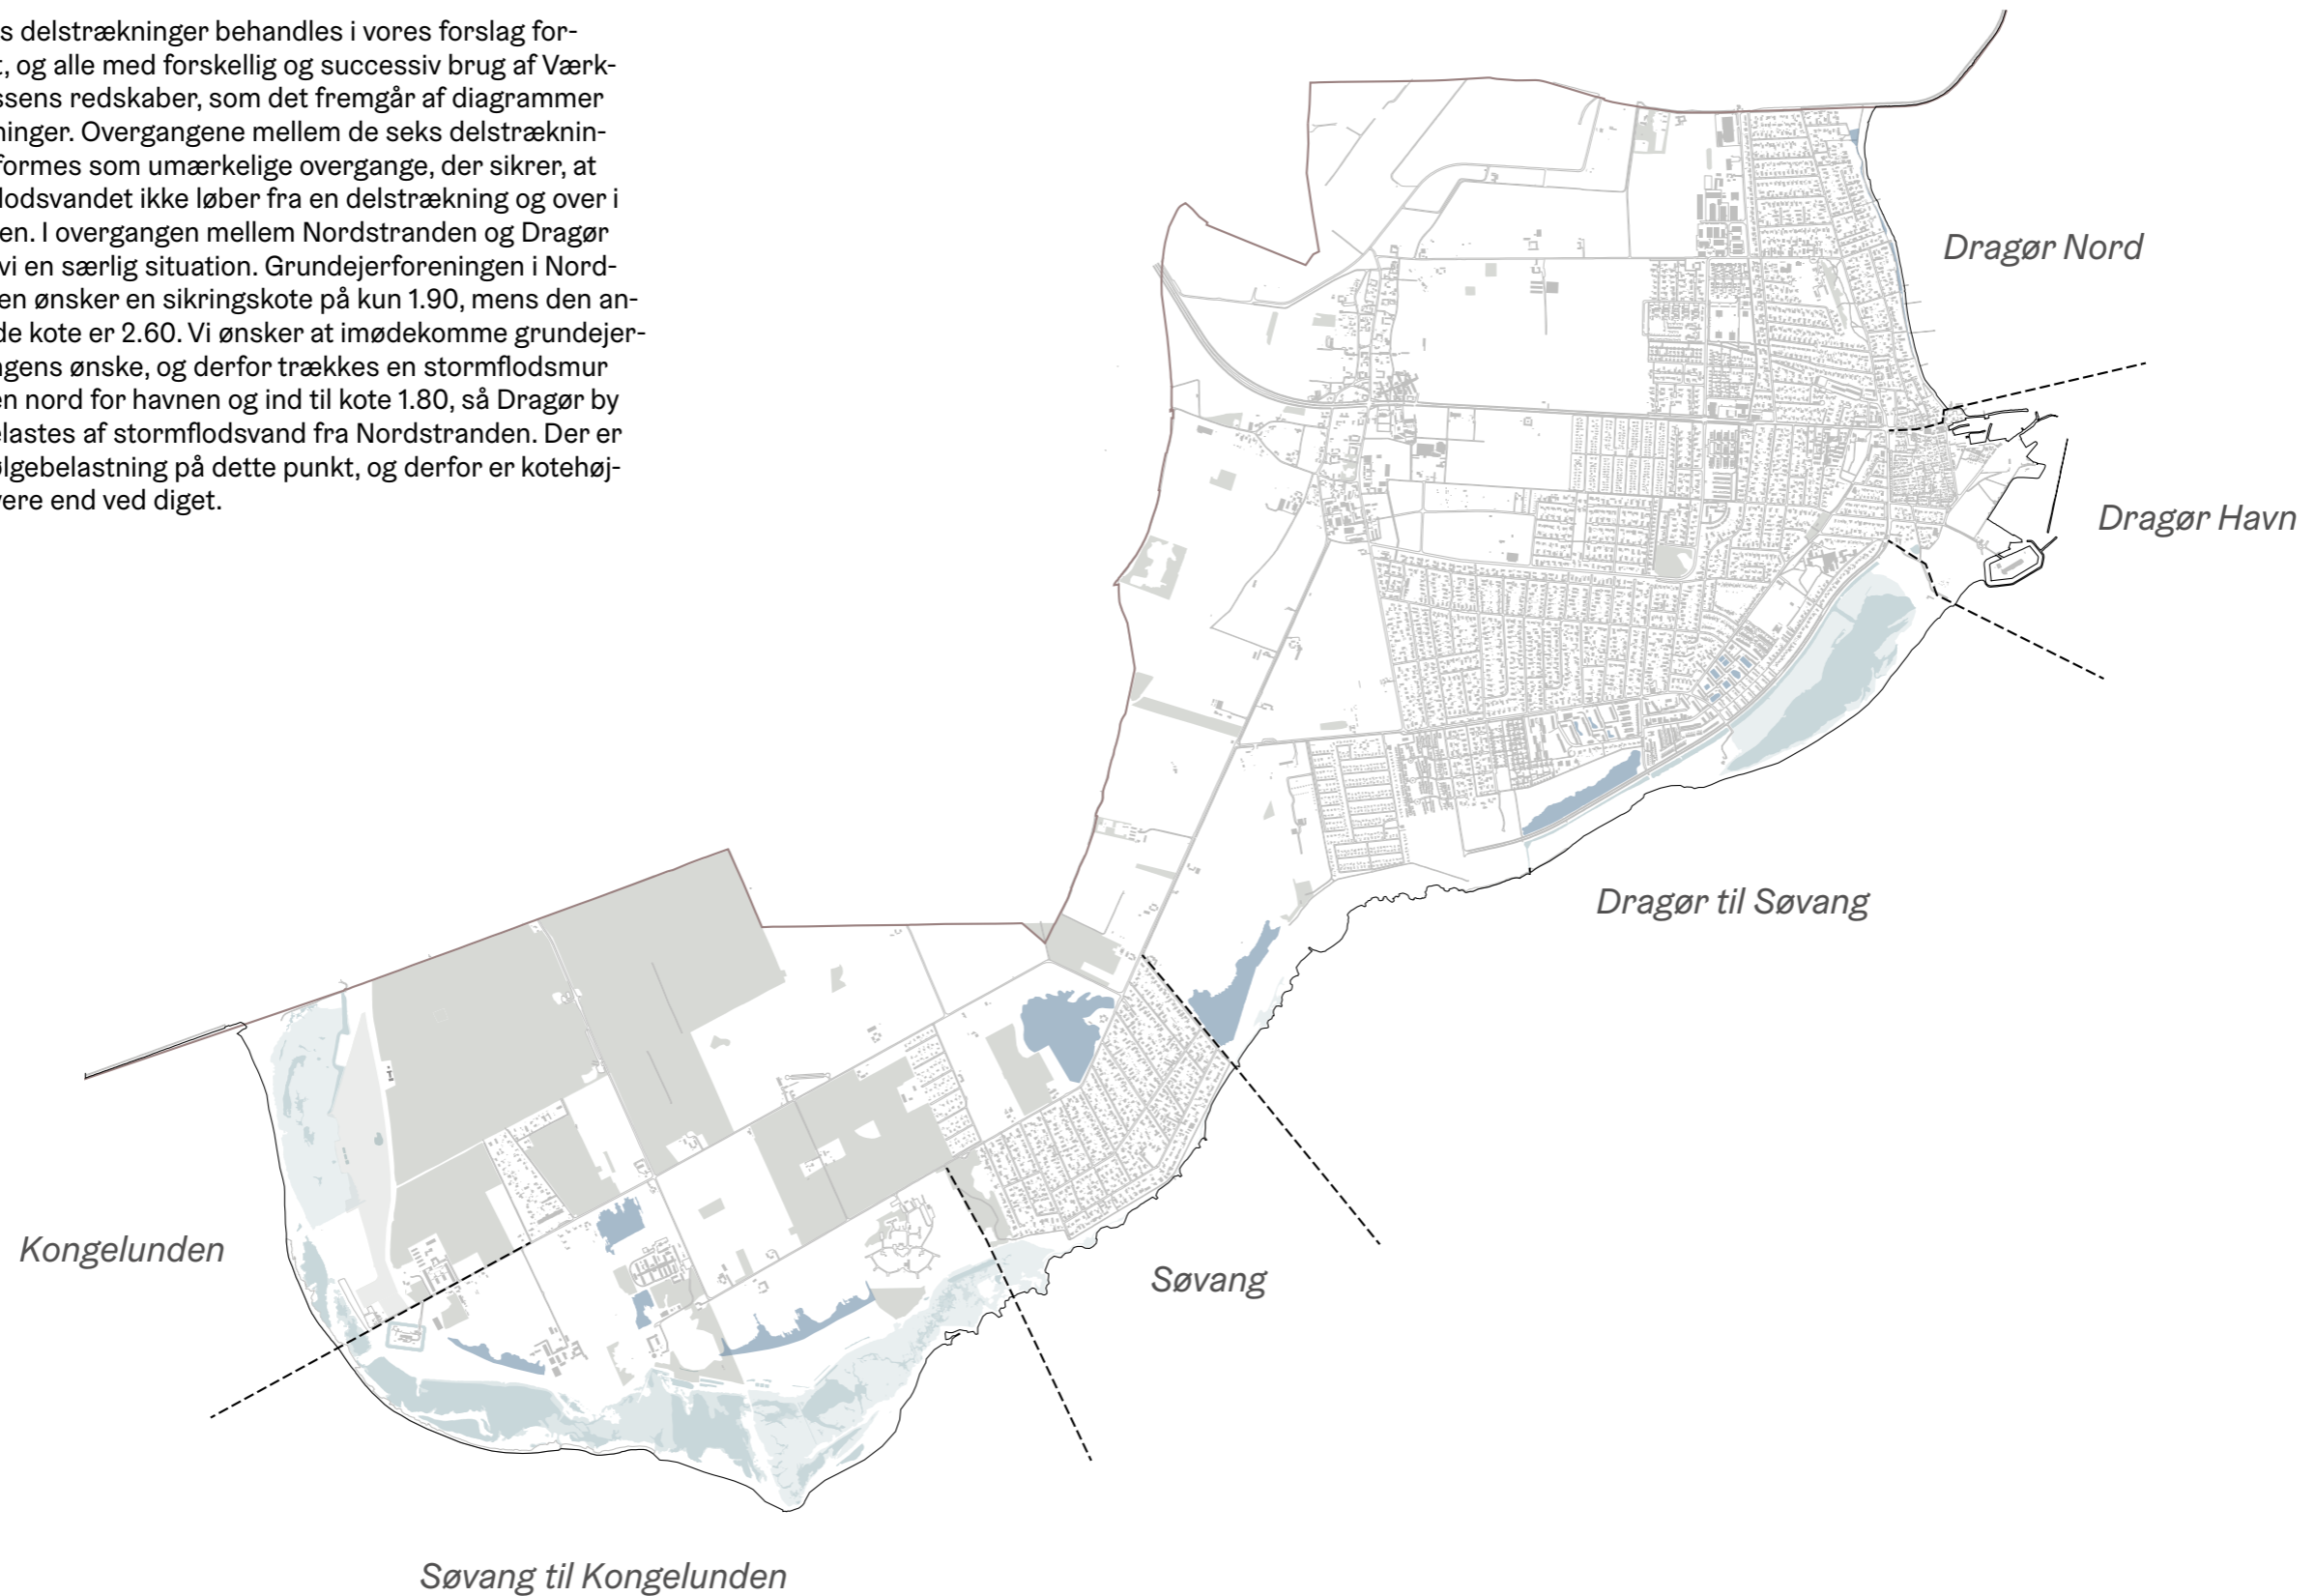 s delstrækninger behandles i vores forslag for-
t, og alle med forskellig og successiv brug af Værk-
ssens redskaber, som det fremgår af diagrammer
ninger. Overgangene mellem de seks delstræknin-
formes som umærkelige overgange, der sikrer, at
lodsvandet ikke løber fra en delstrækning og over i
en. I overgangen mellem Nordstranden og Dragør
vi en særlig situation. Grundejerforeningen i Nord-
en ønsker en sikringskote på kun 1.90, mens den an-
de kote er 2.60. Vi ønsker at imødekomme grundejer-
ngens ønske, og derfor trækkes en stormflodsmur
en nord for havnen og ind til kote 1.80, så Dragør by
elastes af stormflodsvand fra Nordstranden. Der er
ølgebelastning på dette punkt, og derfor er kotehøj-
vere end ved diget.
Dragør Nord
Dragør Havn
Dragør til Søvang
Kongelunden
Søvang
Søvang til Kongelunden